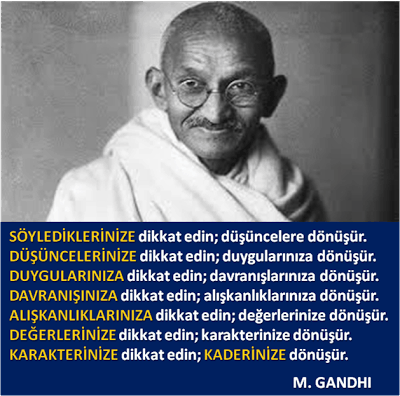 SÖYLEDİKLERİNİZE dikkat edin; düşüncelere dönüşür.
DÜŞÜNCELERİNİZE dikkat edin; duygularınıza dönüşür.
DUYGULARINIZA dikkat edin; davranışlarınıza dönüşür.
DAVRANIŞINIZA dikkat edin; alışkanlıklarınıza dönüşür.
ALIŞKANLIKLARINIZA dikkat edin; değerlerinize dönüşür.
DEĞERLERİNİZE dikkat edin; karakterinize dönüşür.
KARAKTERİNİZE dikkat edin; KADERİNİZE dönüşür.
M. GANDHI